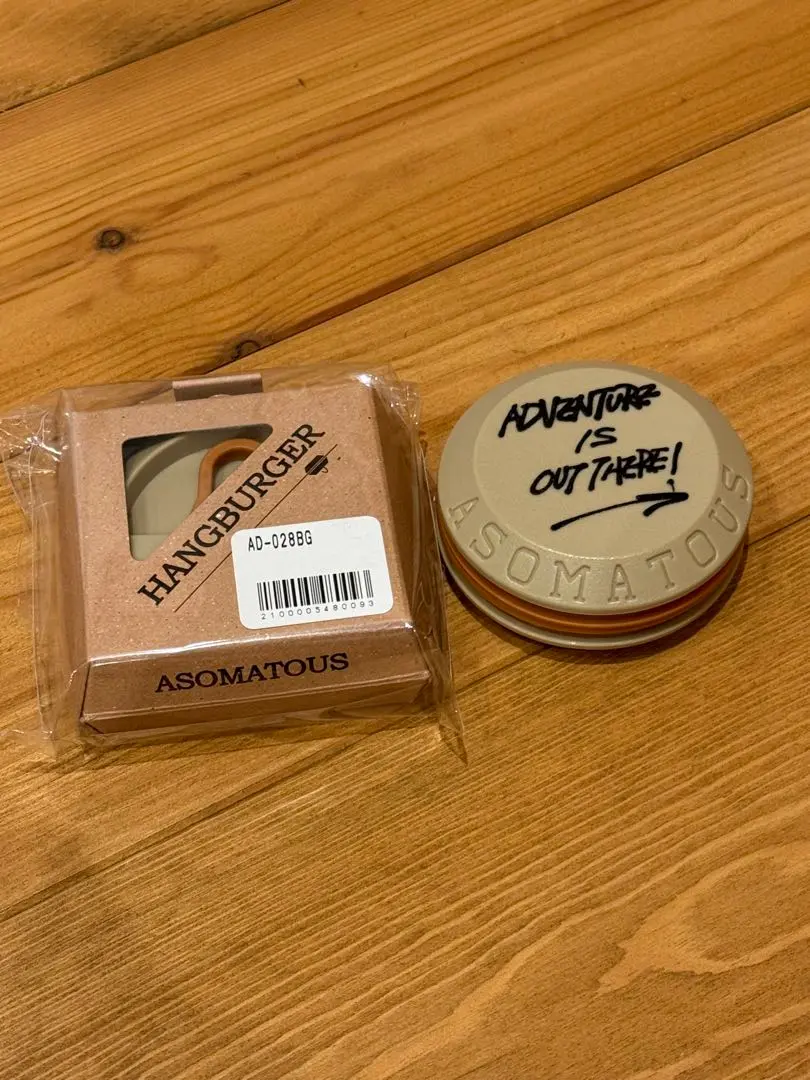 HANGBURGER
AD-028BG
2100005480093
ASOMATOUS
ADVENTURE
IS
OUT THERE!
ASOMATOUS